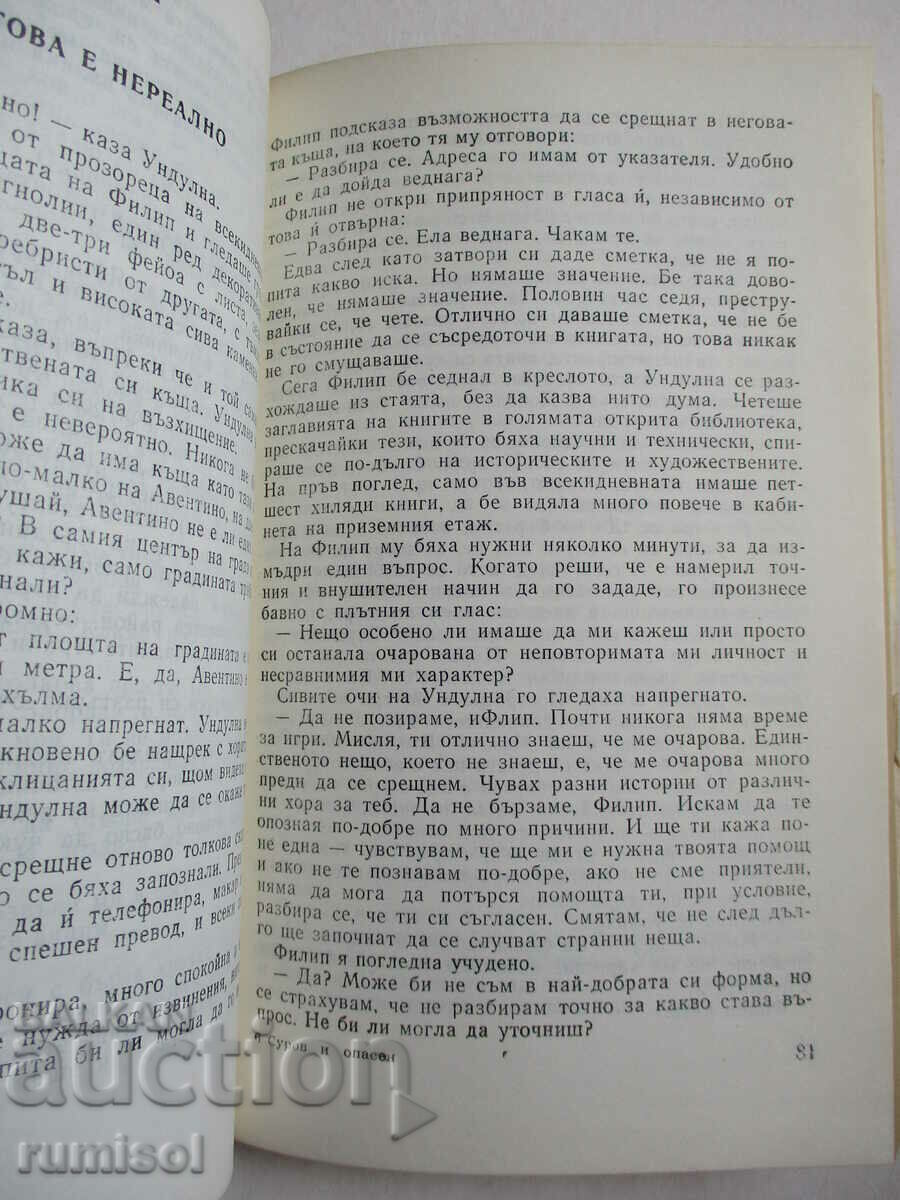 ТОВА Е НЕРЕАЛНО
но! — каза Ундулна.
от прозореца на всекидне
щата на Филип и гледаше
гнолии, един ред декорати
две-три фейоа с листа,
ребристи от другата, с
ъл и високата сива каменна
е.
каза, въпреки че и той
ствената си къща. Ундулна
ика си на възхищение.
е невероятно. Никога не
оже да има къща като тази
по-малко на Авентино, на
ушай, Авентино не е ли еди
В самия център на града
кажи, само градината
нали?
ромно:
т площта на градината е
и метра. Е, да, Авентино
хълма.
малко напрегнат. Ундулна
кновено бе нащрек с хора
клицанията си, щом видеше
ндулна може да се окаже
срещне отново толкова ск
о се бяха запознали. Пре
да ѝ телефонира, макар
спешен превод, и всеки
онира, много спокойна и
е нужда от извинения,
пита би ли могла да го
Филип подсказа възможността да се срещнат в негова-
та къща, на което тя му отговори:
— Разбира се. Адреса го имам от указателя. Удобно
ли е да дойда веднага?
Филип не откри припряност в гласа ѝ, независимо от
това ѝ отвърна:
— Разбира се. Ела веднага. Чакам те.
Едва след като затвори си даде сметка, че не я по-
пита какво иска. Но нямаше значение. Бе така дово-
лен, че нямаше значение. Половин час седя, престру-
вайки се, че чете. Отлично си даваше сметка, че не бе
в състояние да се съсредоточи в книгата, но това никак
не го смущаваше.
Сега Филип бе седнал в креслото, а Ундулна се раз-
хождаше из стаята, без да казва нито дума. Четеше
заглавията на книгите в голямата открита библиотека,
прескачайки тези, които бяха научни и технически, спи-
раше се по-дълго на историческите и художествените.
На пръв поглед, само във всекидневната имаше пет-
шест хиляди книги, а бе видяла много повече в каби-
нета на приземния етаж.
На Филип му бяха нужни няколко минути, за да из-
мъдри един въпрос. Когато реши, че е намерил точ-
ния и внушителен начин да го зададе, го произнесе
бавно с плътния си глас:
— Нещо особено ли имаше да ми кажеш или просто
си останала очарована от неповторимата ми личност и
несравнимия ми характер?
Сивите очи на Ундулна го гледаха напрегнато.
— Да не позираме, иФлип. Почти никога няма време
за игри. Мисля, ти отлично знаеш, че ме очарова. Един-
ственото нещо, което не знаеш, е, че ме очарова много
преди да се срещнем. Чувах разни истории от различ-
ни хора за теб. Да не бързаме, Филип. Искам да те
опозная по-добре по много причини. И ще ти кажа по-
не една — чувствувам, че ще ми е нужна твоята помощ
и ако не те познавам по-добре, ако не сме приятели,
няма да мога да потърся помощта ти, при условие,
разбира се, че ти си съгласен. Смятам, че не след дъл-
го ще започнат да се случват странни неща.
Филип я погледна учудено.
— Да? Може би не съм в най-добрата си форма, но
се страхувам, че не разбирам точно за какво става въ-
прос. Не би ли могла да уточниш?
Суров и опасен
81
BALKAN
auction
rumisol